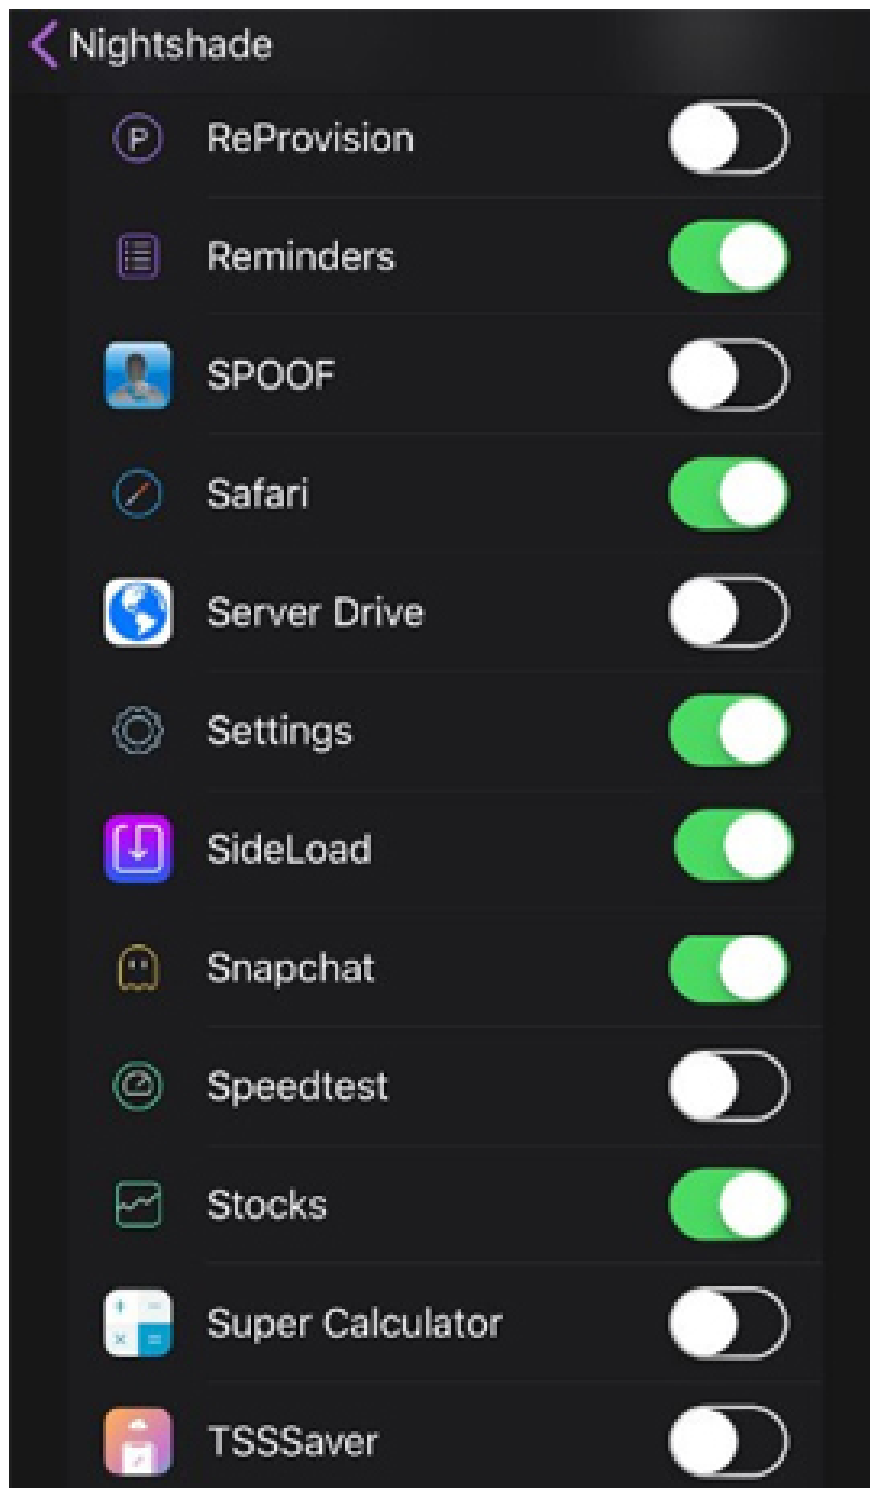 Nightshade
ReProvision
Reminders
SPOOF
Safari
Server Drive
Settings
SideLoad
Snapchat
Speedtest
Stocks
Super Calculator
TSSSaver